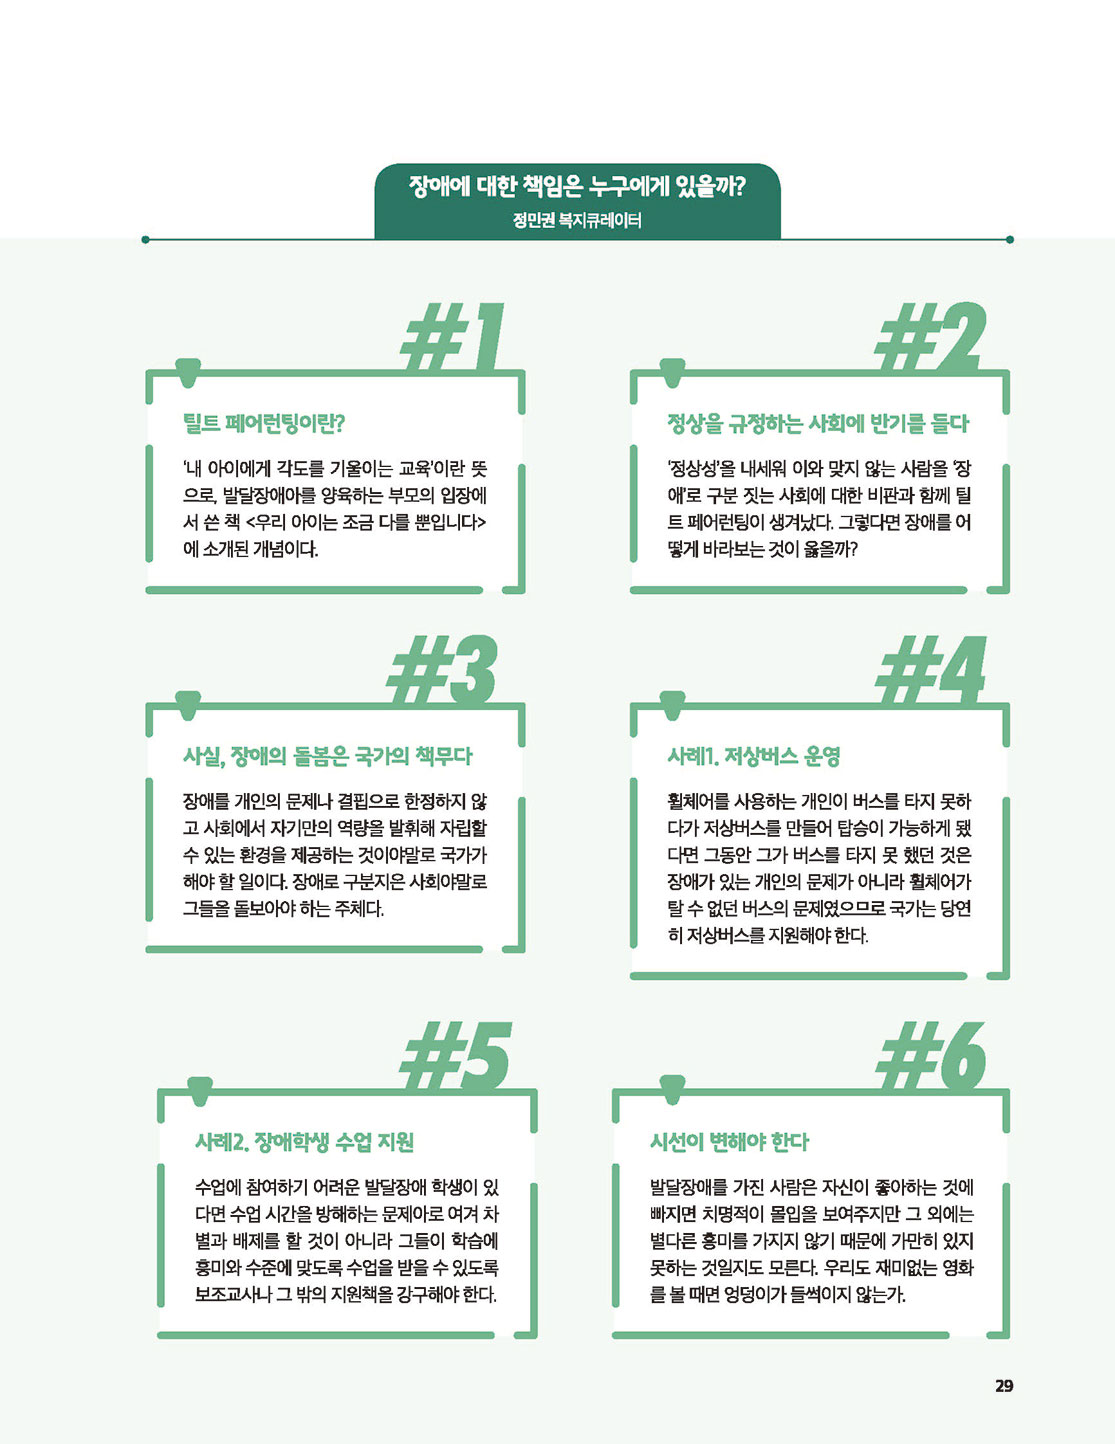 장애에 대한 책임은 누구에게 있을까?
정민권 복지큐레이터
#1
틸트 페어런팅이란?
‘내 아이에게 각도를 기울이는 교육’이란 뜻
으로, 발달장애아를 양육하는 부모의 입장에
서 쓴 책 <우리 아이는 조금 다를 뿐입니다>
에 소개된 개념이다.
#2
정상을 규정하는 사회에 반기를 들다
‘정상성’을 내세워 이와 맞지 않는 사람을 ‘장
애’로 구분 짓는 사회에 대한 비판과 함께 틸
트 페어런팅이 생겨났다. 그렇다면 장애를 어
떻게 바라보는 것이 옳을까?
#3
사실, 장애의 돌봄은 국가의 책무다
장애를 개인의 문제나 결핍으로 한정하지 않
고 사회에서 자기만의 역량을 발휘해 자립할
수 있는 환경을 제공하는 것이야말로 국가가
해야 할 일이다. 장애로 구분지은 사회야말로
그들을 돌보아야 하는 주체다.
#4
사례1. 저상버스 운영
휠체어를 사용하는 개인이 버스를 타지 못하
다가 저상버스를 만들어 탑승이 가능하게 됐
다면 그동안 그가 버스를 타지 못 했던 것은
장애가 있는 개인의 문제가 아니라 휠체어가
탈 수 없던 버스의 문제였으므로 국가는 당연
히 저상버스를 지원해야 한다.
#5
사례2. 장애학생 수업 지원
수업에 참여하기 어려운 발달장애 학생이 있
다면 수업 시간을 방해하는 문제아로 여겨 차
별과 배제를 할 것이 아니라 그들이 학습에
흥미와 수준에 맞도록 수업을 받을 수 있도록
보조교사나 그 밖의 지원책을 강구해야 한다.
#6
시선이 변해야 한다
발달장애를 가진 사람은 자신이 좋아하는 것에
빠지면 치명적이 몰입을 보여주지만 그 외에는
별다른 흥미를 가지지 않기 때문에 가만히 있지
못하는 것일지도 모른다. 우리도 재미없는 영화
를 볼 때면 엉덩이가 들썩이지 않는가.
29